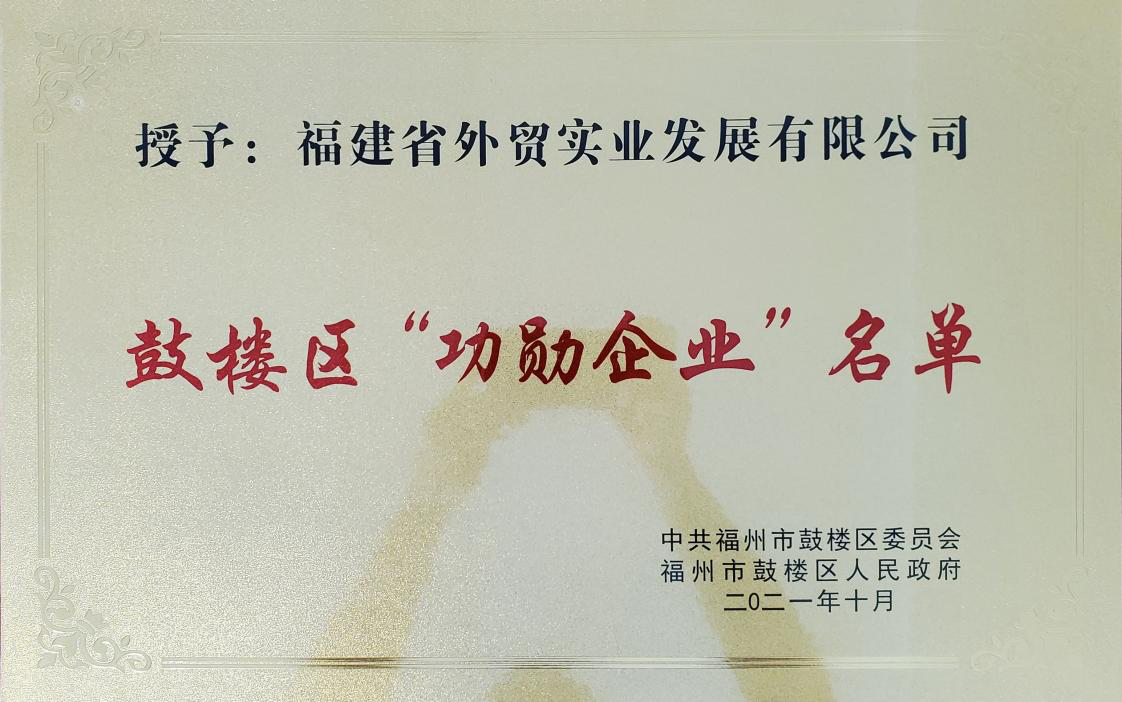 授予：福建省外贸实业发展有限公司
鼓楼区“功勋企业”名单
中共福州市鼓楼区委员会
福州市鼓楼区人民政府
二0二一年十月